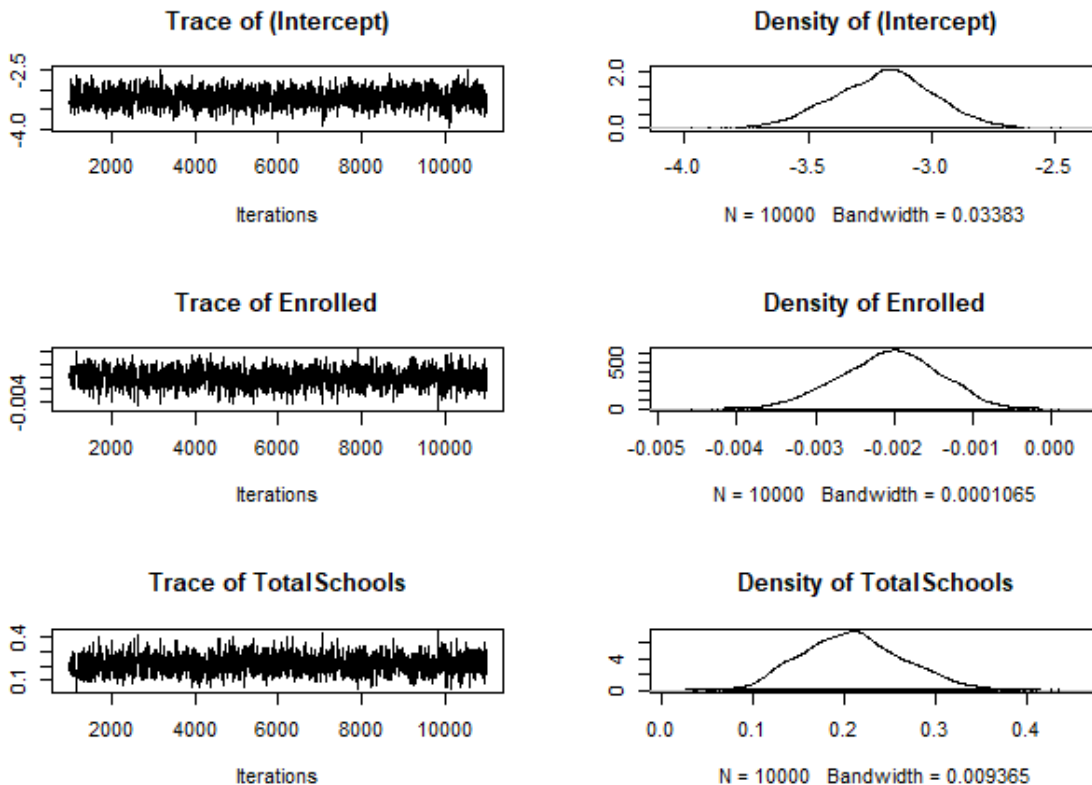 Trace of (Intercept)
-2.5
-4.0
2000 4000 6000 8000 10000
Iterations
Density of (Intercept)
2.0
0.0
-4.0 -3.5 -3.0 -2.5
N = 10000 Bandwidth = 0.03383
Trace of Enrolled
-0.004
2000 4000 6000 8000 10000
Iterations
Density of Enrolled
500
0
-0.005 -0.004 -0.003 -0.002 -0.001 0.000
N = 10000 Bandwidth = 0.0001065
Trace of TotalSchools
0.4
0.1
2000 4000 6000 8000 10000
Iterations
Density of TotalSchools
4
0
0.0 0.1 0.2 0.3 0.4
N = 10000 Bandwidth = 0.009365